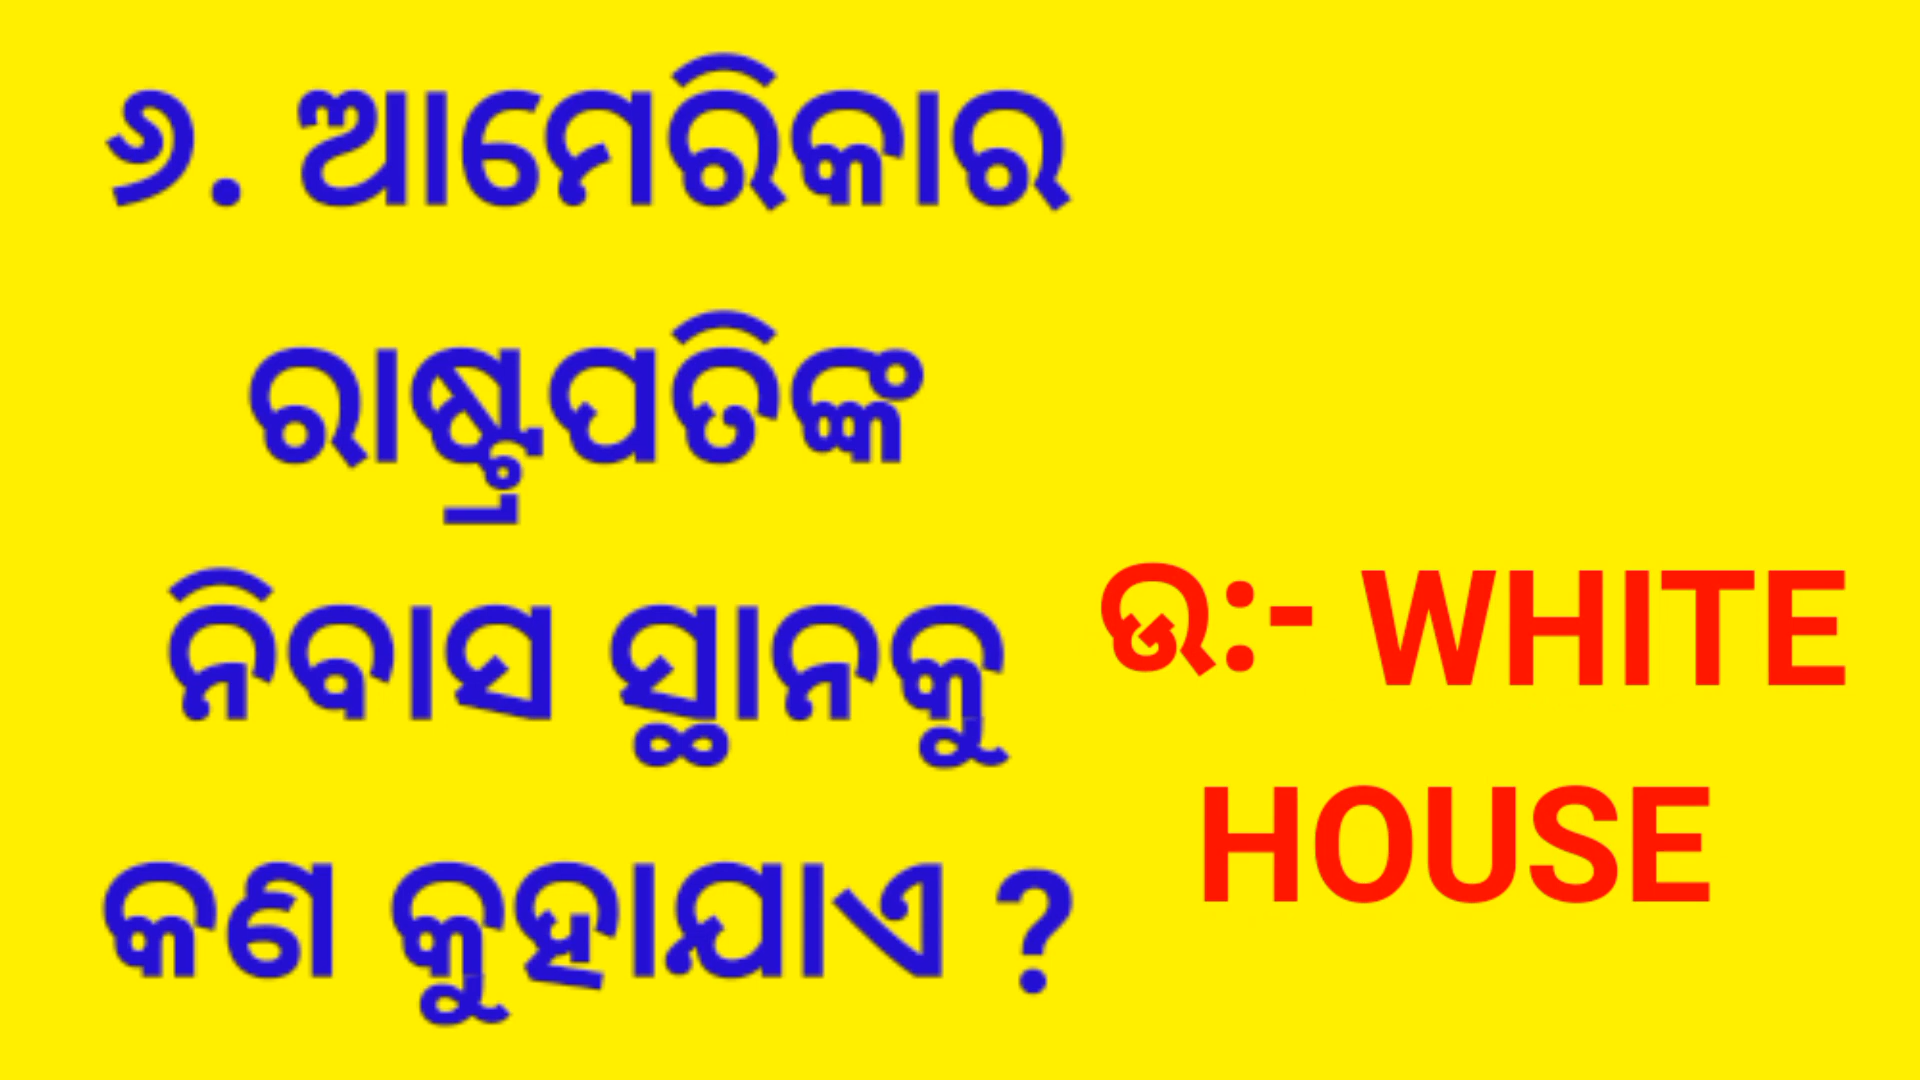 ୬. ଆମେରିକାର
ରାଷ୍ଟ୍ରପତିଙ୍କ
ନିବାସ ସ୍ଥାନକୁ
କଣ କୁହାଯାଏ ?
ଉ:- WHITE
HOUSE